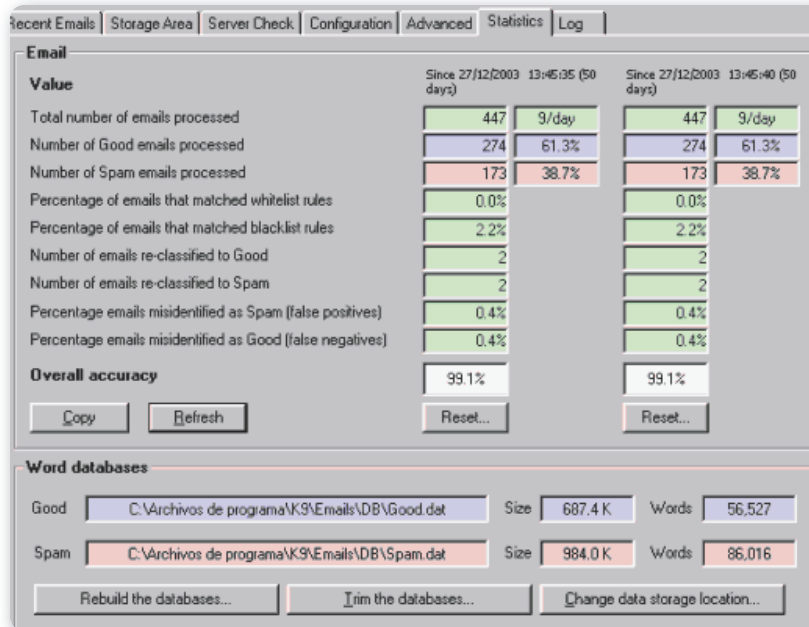 Recent Emails Storage Area Server Check Configuration Advanced Statistics Log
Email
Value Since 27/12/2003 13:45:35 (50 days) Since 27/12/2003 13:45:40 (50 days)
Total number of emails processed 447 9/day 447 9/day
Number of Good emails processed 274 61.3% 274 61.3%
Number of Spam emails processed 173 38.7% 173 38.7%
Percentage of emails that matched whitelist rules 0.0% 0.0%
Percentage of emails that matched blacklist rules 2.2% 2.2%
Number of emails re-classified to Good 2 2
Number of emails re-classified to Spam 2 2
Percentage emails misidentified as Spam (false positives) 0.4% 0.4%
Percentage emails misidentified as Good (false negatives) 0.4% 0.4%
Overall accuracy 99.1% 99.1%
Copy Refresh Reset... Reset...
Word databases
Good C:\Archivos de programa\K9\Emails\DB\Good.dat Size 687.4 K Words 56,527
Spam C:\Archivos de programa\K9\Emails\DB\Spam.dat Size 984.0 K Words 86,016
Rebuild the databases... Trim the databases... Change data storage location...